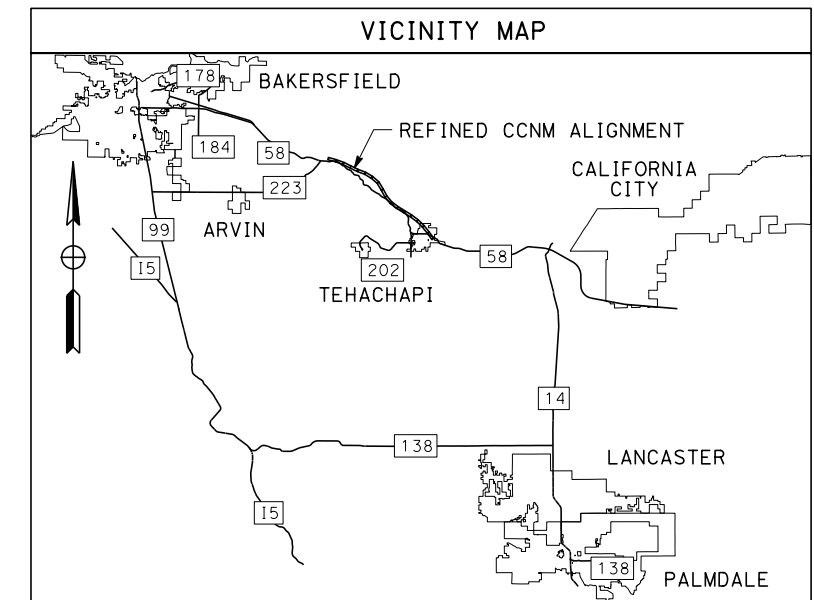 VICINITY MAP
178
BAKERSFIELD
REFINED CCNM ALIGNMENT
184
58
CALIFORNIA
CITY
223
ARVIN
99
58
I5
202
TEHACHAPI
14
138
LANCASTER
I5
138
PALMDALE